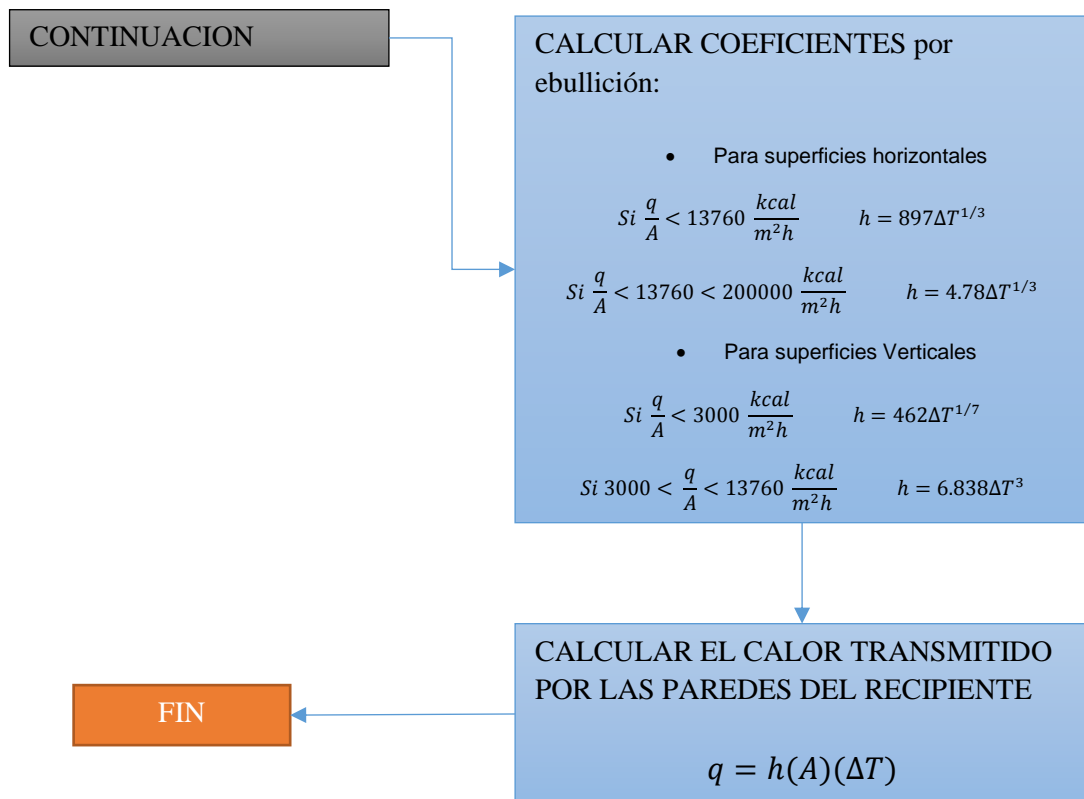 CONTINUACION
CALCULAR COEFICIENTES por
ebullición:
• Para superficies horizontales
Si q/A < 13760 kcal/m²h h = 897ΔT^1/3
Si q/A < 13760 < 200000 kcal/m²h h = 4.78ΔT^1/3
• Para superficies Verticales
Si q/A < 3000 kcal/m²h h = 462ΔT^1/7
Si 3000 < q/A < 13760 kcal/m²h h = 6.838ΔT³
CALCULAR EL CALOR TRANSMITIDO
POR LAS PAREDES DEL RECIPIENTE
q = h(A)(ΔT)
FIN